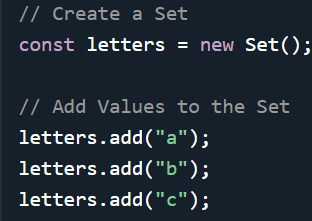 // Create a Set
const letters = new Set();
// Add Values to the Set
letters.add("a");
letters.add("b");
letters.add("c");